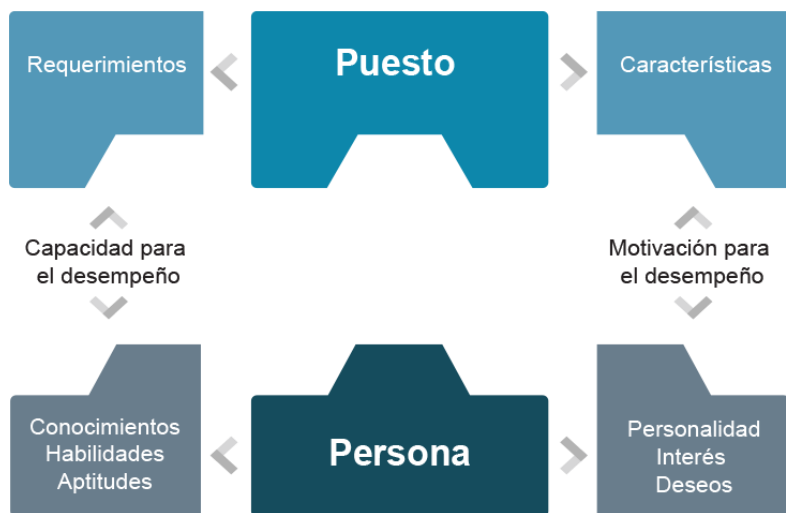 Requerimientos
Puesto
Características
Capacidad para
el desempeño
Motivación para
el desempeño
Conocimientos
Habilidades
Aptitudes
Persona
Personalidad
Interés
Deseos